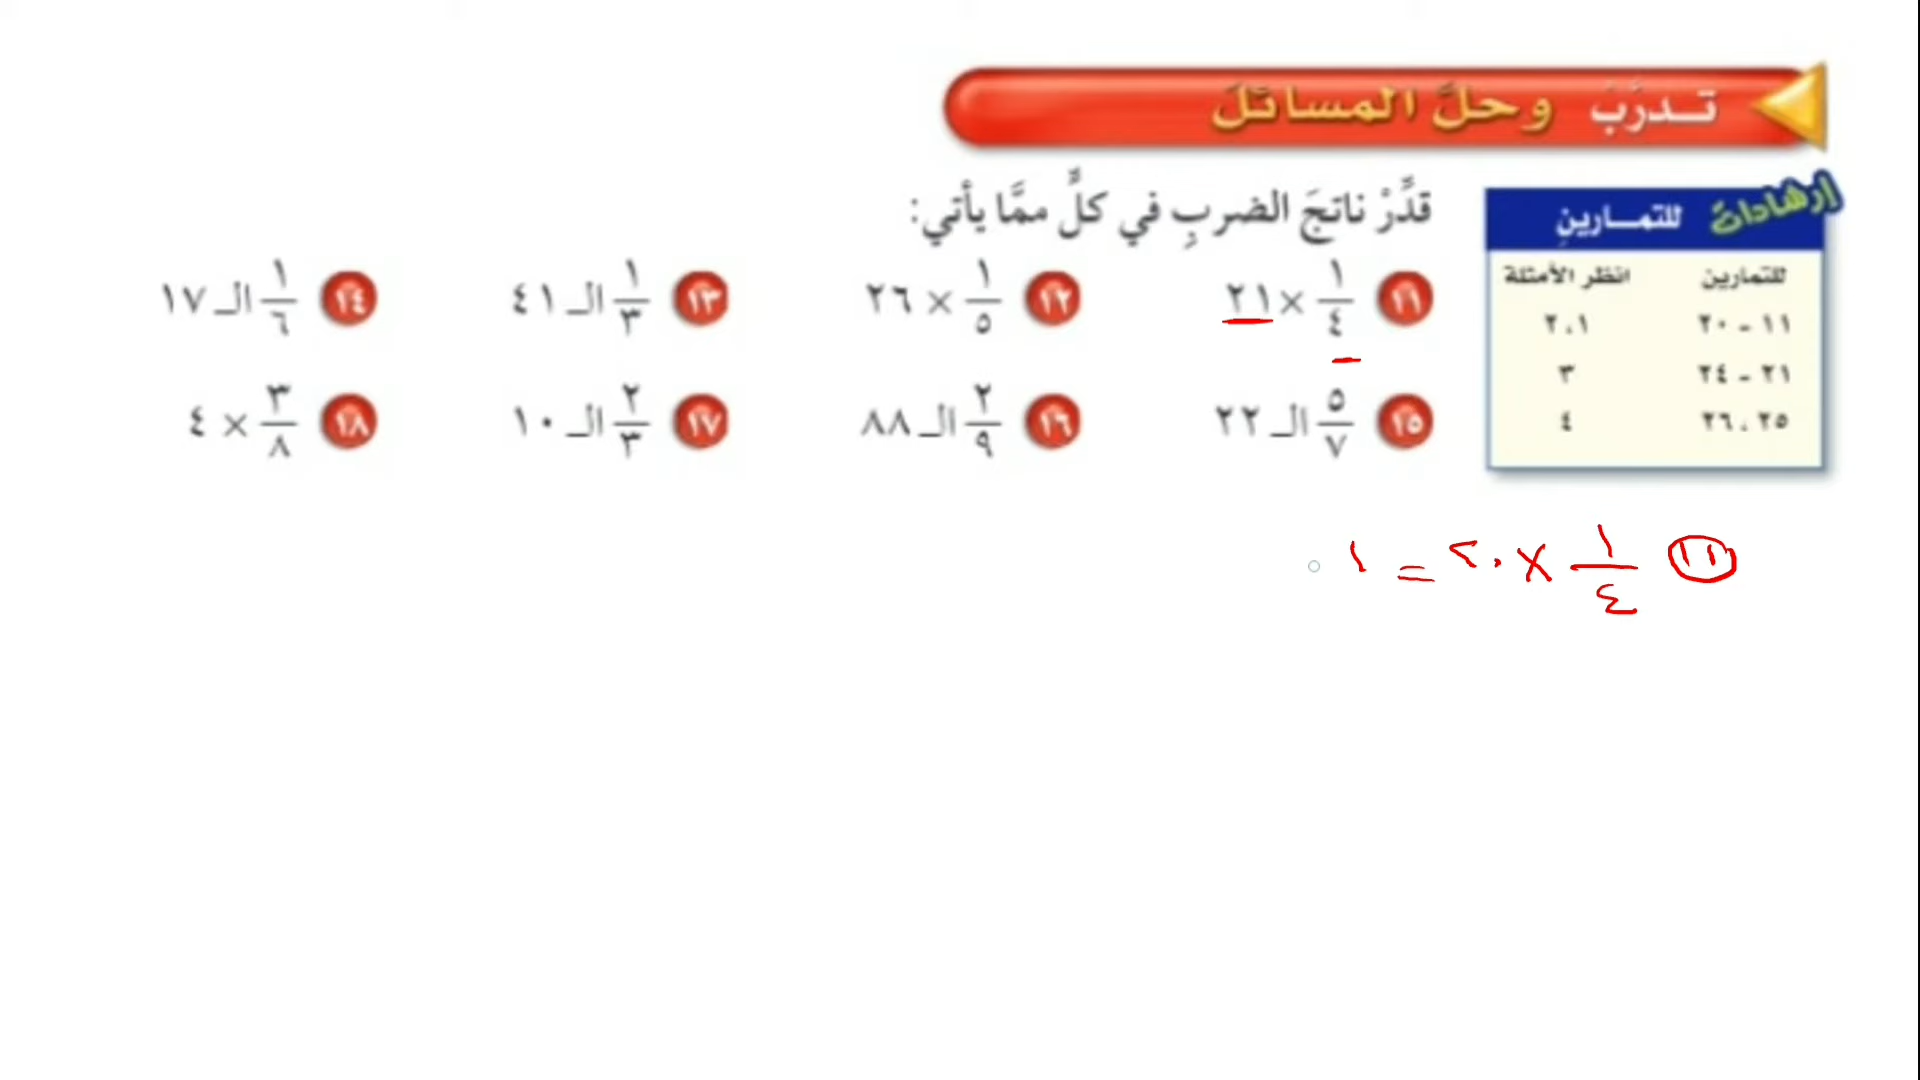 تـدرَّبَ وحلَّ المسائلَ
إرشاداتٌ للتمـاريـنِ
للتمارين انظر الأمثلة
١١ - ٢٠ ٢،١
٢١ - ٢٤ ٣
٢٦،٢٥ ٤
قدِّرْ ناتجَ الضربِ في كلٍّ ممَّا يأتي:
١١ ١/٤ × ٢١ ١٢ ١/٥ × ٢٦ ١٣ ١/٣ الـ ٤١ ١٤ ١/٦ الـ ١٧
١٥ ٥/٧ الـ ٢٢ ١٦ ٢/٩ الـ ٨٨ ١٧ ٢/٣ الـ ١٠ ١٨ ٣/٨ × ٤
١١ ١/٤ × ٢٠ = ١